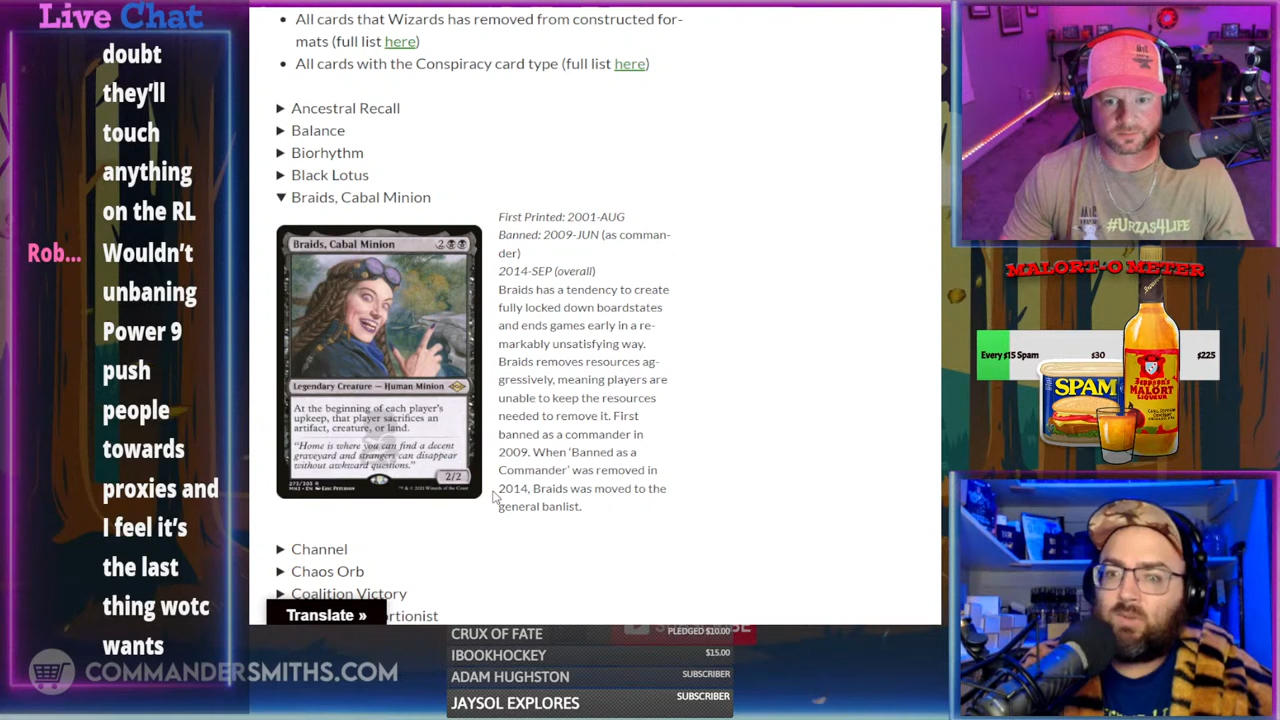 Live Chat
doubt
they'll
touch
anything
on the RL
Rob... Wouldn't
unbaning
Power 9
push
people
towards
proxies and
I feel it's
the last
thing wotc
wants
COMMANDERSMITHS.COM
• All cards that Wizards has removed from constructed for-
mats (full list here)
• All cards with the Conspiracy card type (full list here)
Ancestral Recall
Balance
Biorhythm
Black Lotus
Braids, Cabal Minion
Braids, Cabal Minion 2
Legendary Creature — Human Minion
At the beginning of each player's
upkeep, that player sacrifices an
artifact, creature, or land.
"Home is where you can find a decent
graveyard and strangers can disappear
without awkward questions."
2/2
First Printed: 2001-AUG
Banned: 2009-JUN (as comman-
der)
2014-SEP (overall)
Braids has a tendency to create
fully locked down boardstates
and ends games early in a re-
markably unsatisfying way.
Braids removes resources ag-
gressively, meaning players are
unable to keep the resources
needed to remove it. First
banned as a commander in
2009. When 'Banned as a
Commander' was removed in
2014, Braids was moved to the
general banlist.
Channel
Chaos Orb
Coalition Victory
Translate »
ortionist
CRUX OF FATE PLEDGED $10.00
IBOOKHOCKEY $15.00
ADAM HUGHSTON SUBSCRIBER
JAYSOL EXPLORES SUBSCRIBER
#URZAS4LIFE
MALORT-O METER
Every $15 Spam $30 $225
SPAM
Jeppson's
MALÖRT
LIQUEUR